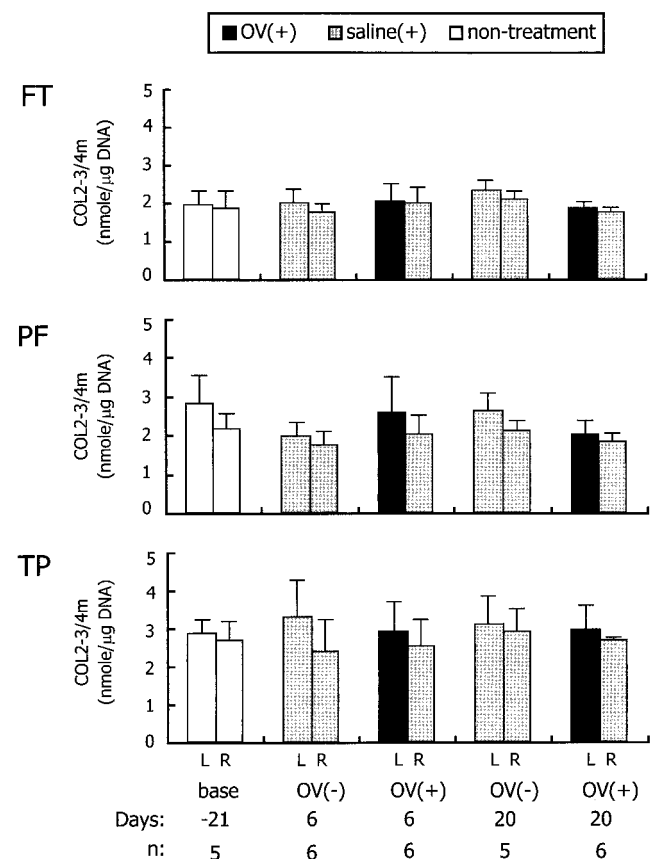 OV(+) saline(+) non-treatment
FT
COL2-3/4m
(nmole/µg DNA)
5
4
3
2
1
0
PF
COL2-3/4m
(nmole/µg DNA)
5
4
3
2
1
0
TP
COL2-3/4m
(nmole/µg DNA)
5
4
3
2
1
0
L R L R L R L R L R
base OV(-) OV(+) OV(-) OV(+)
Days: -21 6 6 20 20
n: 5 6 6 5 6